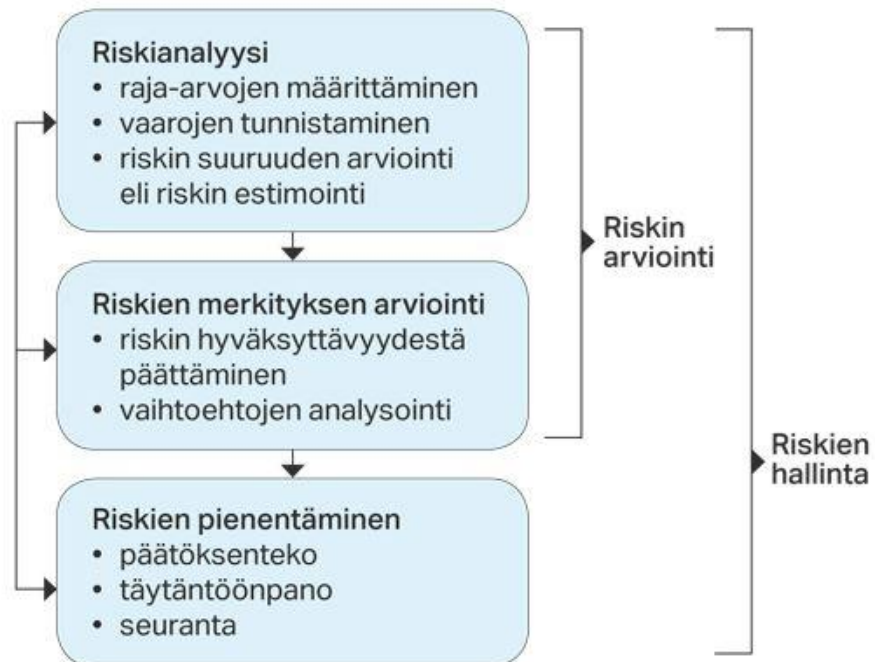 Riskianalyysi
• raja-arvojen määrittäminen
• vaarojen tunnistaminen
• riskin suuruuden arviointi
eli riskin estimointi
Riskin
arviointi
Riskien merkityksen arviointi
• riskin hyväksyttävyydestä
päättäminen
• vaihtoehtojen analysointi
Riskien
hallinta
Riskien pienentäminen
• päätöksenteko
• täytäntöönpano
• seuranta